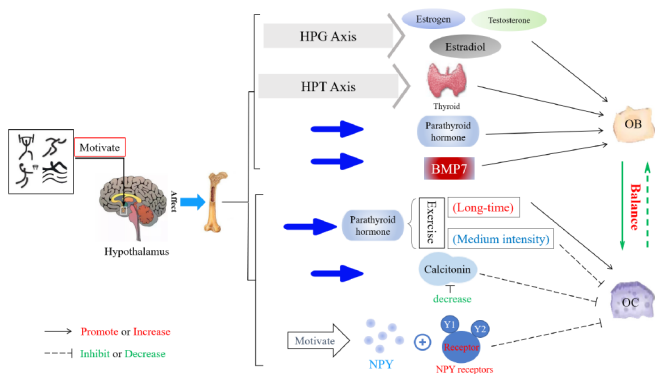 HPG Axis
Estrogen
Testosterone
Estradiol
HPT Axis
Thyroid
Motivate
Parathyroid
hormone
OB
BMP7
Affect
Hypothalamus
Balance
Parathyroid
hormone
Exercise
(Long-time)
(Medium intensity)
Calcitonin
decrease
OC
Promote or Increase
Inhibit or Decrease
Motivate
NPY
Y1
Y2
Receptor
NPY receptors